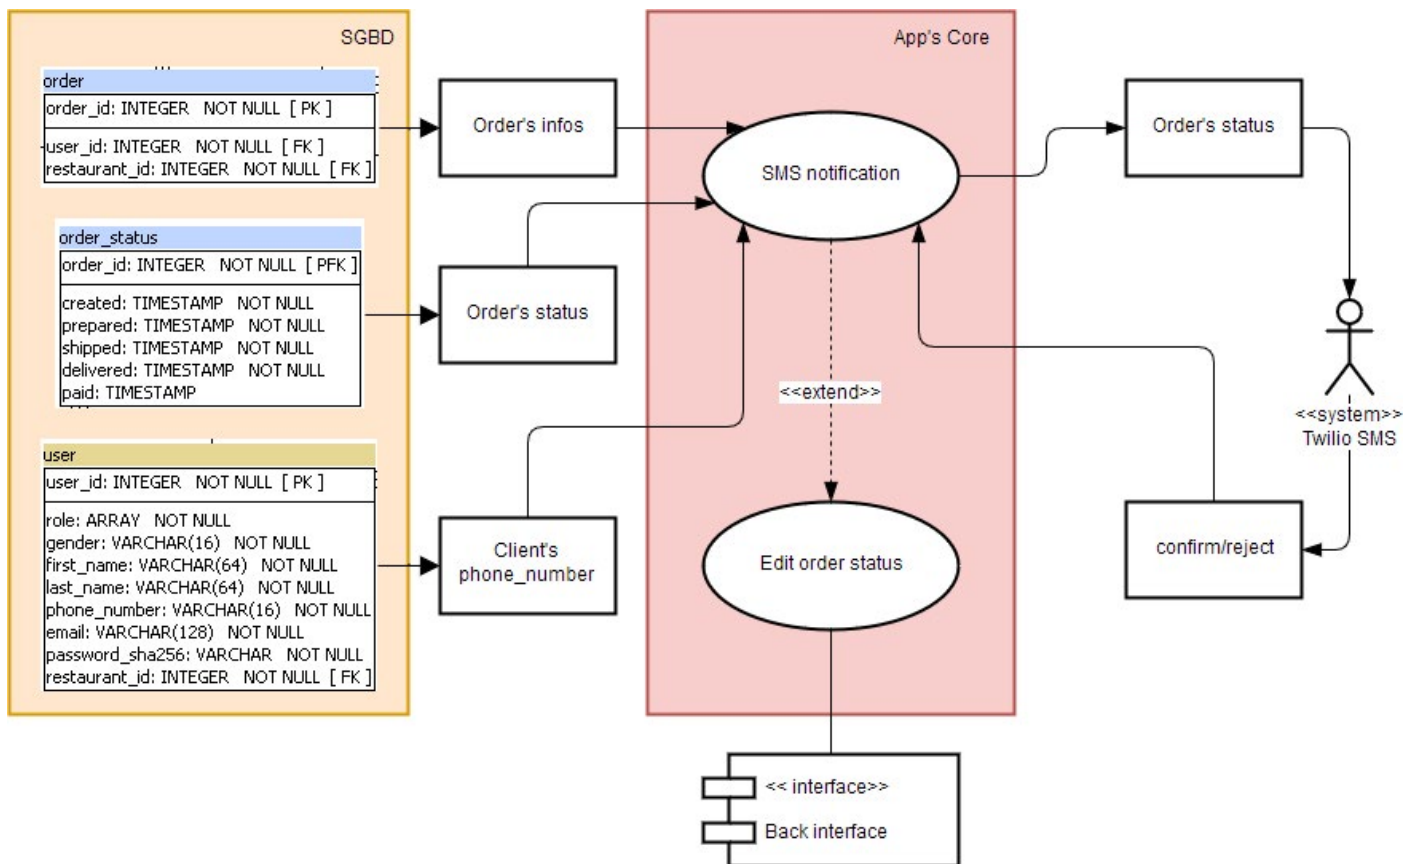 SGBD
order
order_id: INTEGER NOT NULL [ PK ]
user_id: INTEGER NOT NULL [ FK ]
restaurant_id: INTEGER NOT NULL [ FK ]
order_status
order_id: INTEGER NOT NULL [ PFK ]
created: TIMESTAMP NOT NULL
prepared: TIMESTAMP NOT NULL
shipped: TIMESTAMP NOT NULL
delivered: TIMESTAMP NOT NULL
paid: TIMESTAMP
user
user_id: INTEGER NOT NULL [ PK ]
role: ARRAY NOT NULL
gender: VARCHAR(16) NOT NULL
first_name: VARCHAR(64) NOT NULL
last_name: VARCHAR(64) NOT NULL
phone_number: VARCHAR(16) NOT NULL
email: VARCHAR(128) NOT NULL
password_sha256: VARCHAR NOT NULL
restaurant_id: INTEGER NOT NULL [ FK ]
Order's infos
Order's status
Client's
phone_number
App's Core
SMS notification
<<extend>>
Edit order status
<< interface>>
Back interface
Order's status
<<system>>
Twilio SMS
confirm/reject